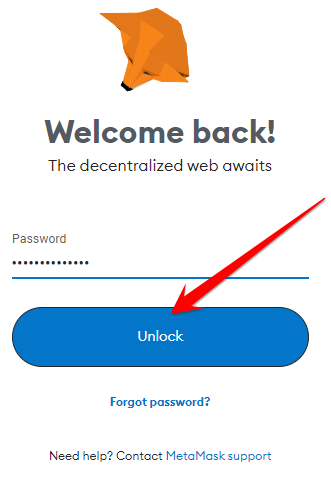 Welcome back!
The decentralized web awaits
Password
••••••••••••••
Unlock
Forgot password?
Need help? Contact MetaMask support